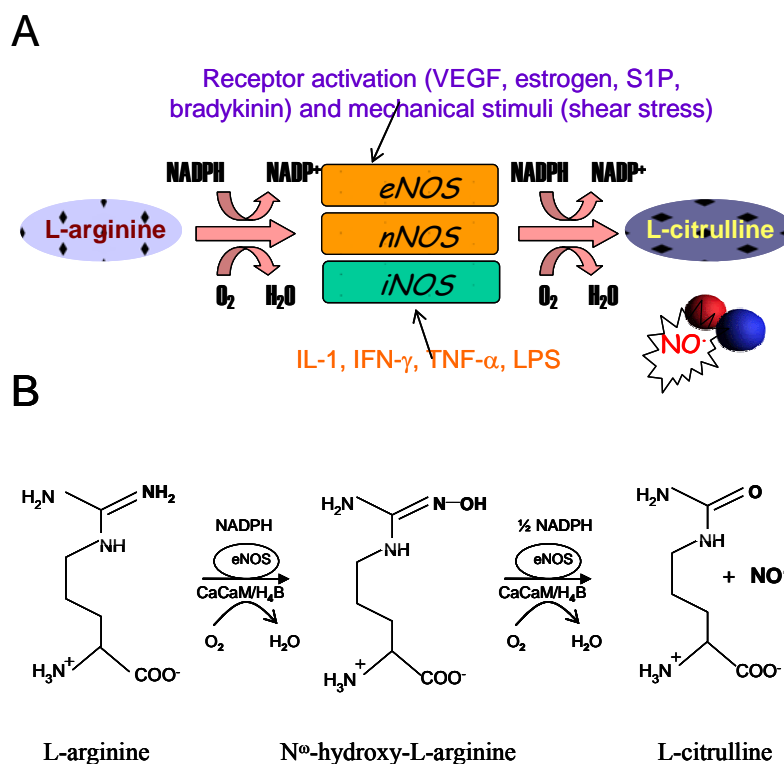 A
Receptor activation (VEGF, estrogen, S1P,
bradykinin) and mechanical stimuli (shear stress)
NADPH NADP+ NADPH NADP+
eNOS
L-arginine nNOS L-citrulline
iNOS
O₂ H₂O O₂ H₂O
NO·
IL-1, IFN-γ, TNF-α, LPS
B
H₂N NH₂ H₂N N-OH H₂N O
NADPH ½ NADPH
NH NH NH
eNOS eNOS
+ NO·
CaCaM/H₄B CaCaM/H₄B
O₂ H₂O O₂ H₂O
H₃N⁺ COO⁻ H₃N⁺ COO⁻ H₃N⁺ COO⁻
L-arginine Nω-hydroxy-L-arginine L-citrulline